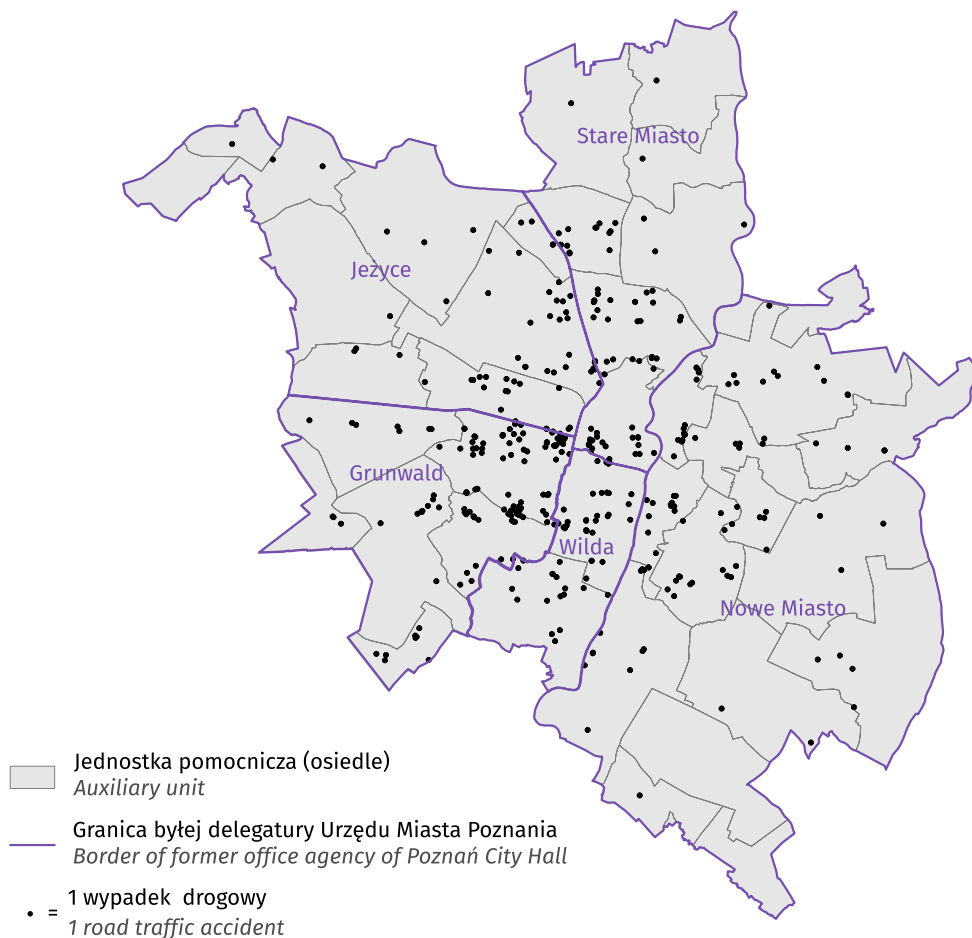 Stare Miasto
Jeżyce
Grunwald
Wilda
Nowe Miasto
Jednostka pomocnicza (osiedle)
Auxiliary unit
Granica byłej delegatury Urzędu Miasta Poznania
Border of former office agency of Poznań City Hall
= 1 wypadek drogowy
1 road traffic accident